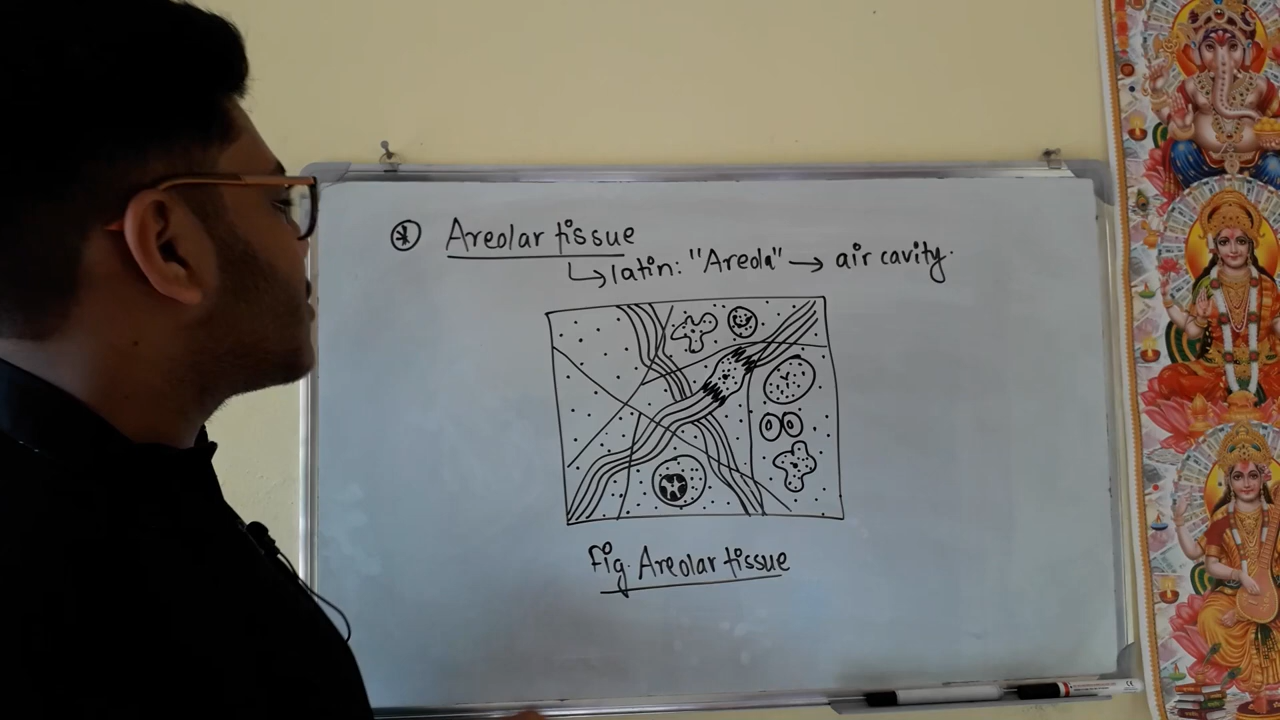 * Areolar tissue
latin: "Areola" → air cavity.
Fig. Areolar tissue